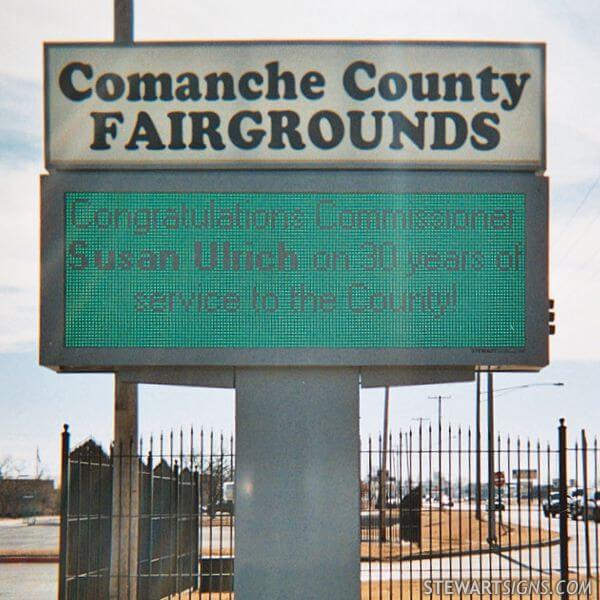 Comanche County
FAIRGROUNDS
Congratulations Commissioner
Susan Ulrich on 30 years of
service to the County!
STEWARTSIGNS.COM